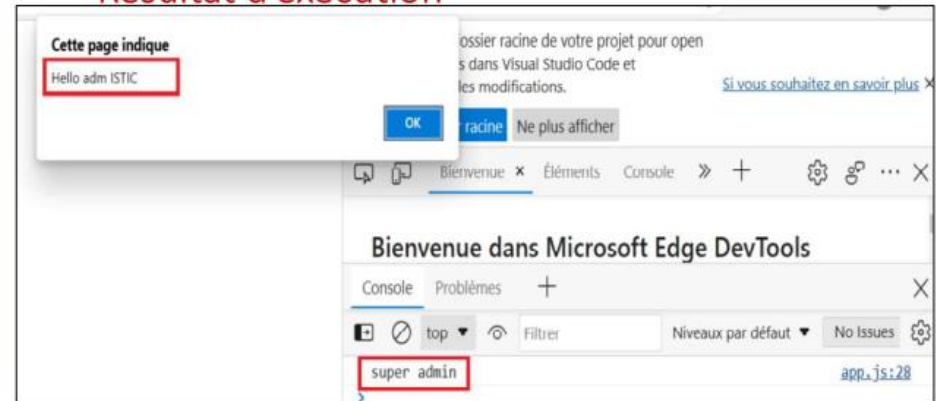 Résultat d'exécution
Cette page indique
Hello adm ISTIC
OK
ossier racine de votre projet pour open
s dans Visual Studio Code et
les modifications.
Si vous souhaitez en savoir plus
racine
Ne plus afficher
Bienvenue
Éléments
Console
Bienvenue dans Microsoft Edge DevTools
Console
Problèmes
top
Filtrer
Niveaux par défaut
No Issues
super admin
app.js:28